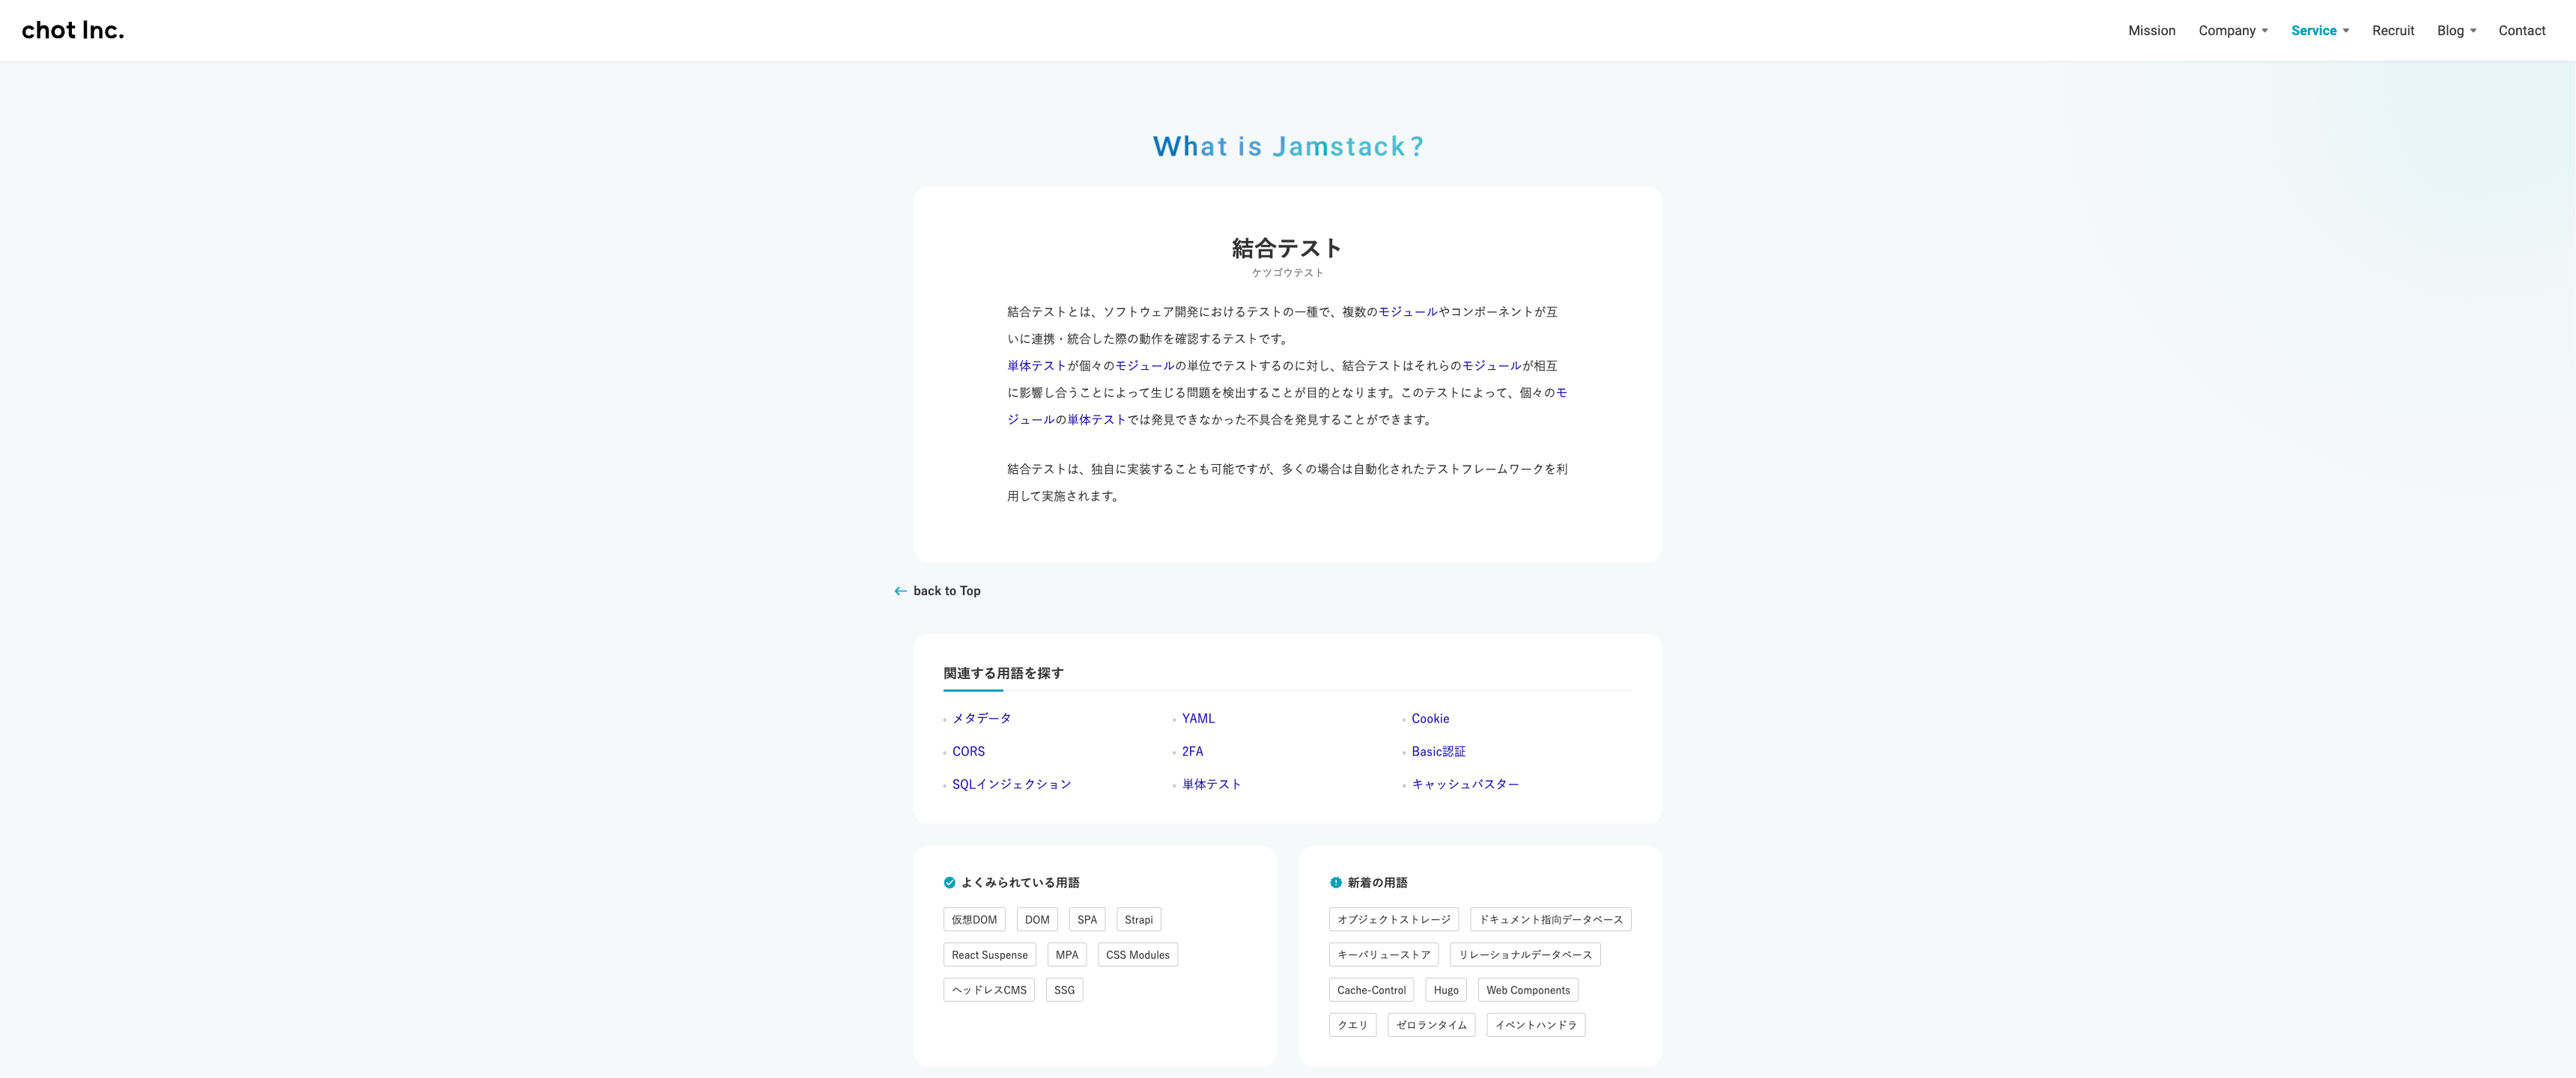 chot Inc.
Mission Company Service Recruit Blog Contact
What is Jamstack?
結合テスト
ケツゴウテスト
結合テストとは、ソフトウェア開発におけるテストの一種で、複数のモジュールやコンポーネントが互
いに連携・統合した際の動作を確認するテストです。
単体テストが個々のモジュールの単位でテストするのに対し、結合テストはそれらのモジュールが相互
に影響し合うことによって生じる問題を検出することが目的となります。このテストによって、個々のモ
ジュールの単体テストでは発見できなかった不具合を発見することができます。
結合テストは、独自に実装することも可能ですが、多くの場合は自動化されたテストフレームワークを利
用して実施されます。
back to Top
関連する用語を探す
メタデータ YAML Cookie
CORS 2FA Basic認証
SQLインジェクション 単体テスト キャッシュバスター
よくみられている用語
仮想DOM DOM SPA Strapi
React Suspense MPA CSS Modules
ヘッドレスCMS SSG
新着の用語
オブジェクトストレージ ドキュメント指向データベース
キーバリューストア リレーショナルデータベース
Cache-Control Hugo Web Components
クエリ ゼロランタイム イベントハンドラ